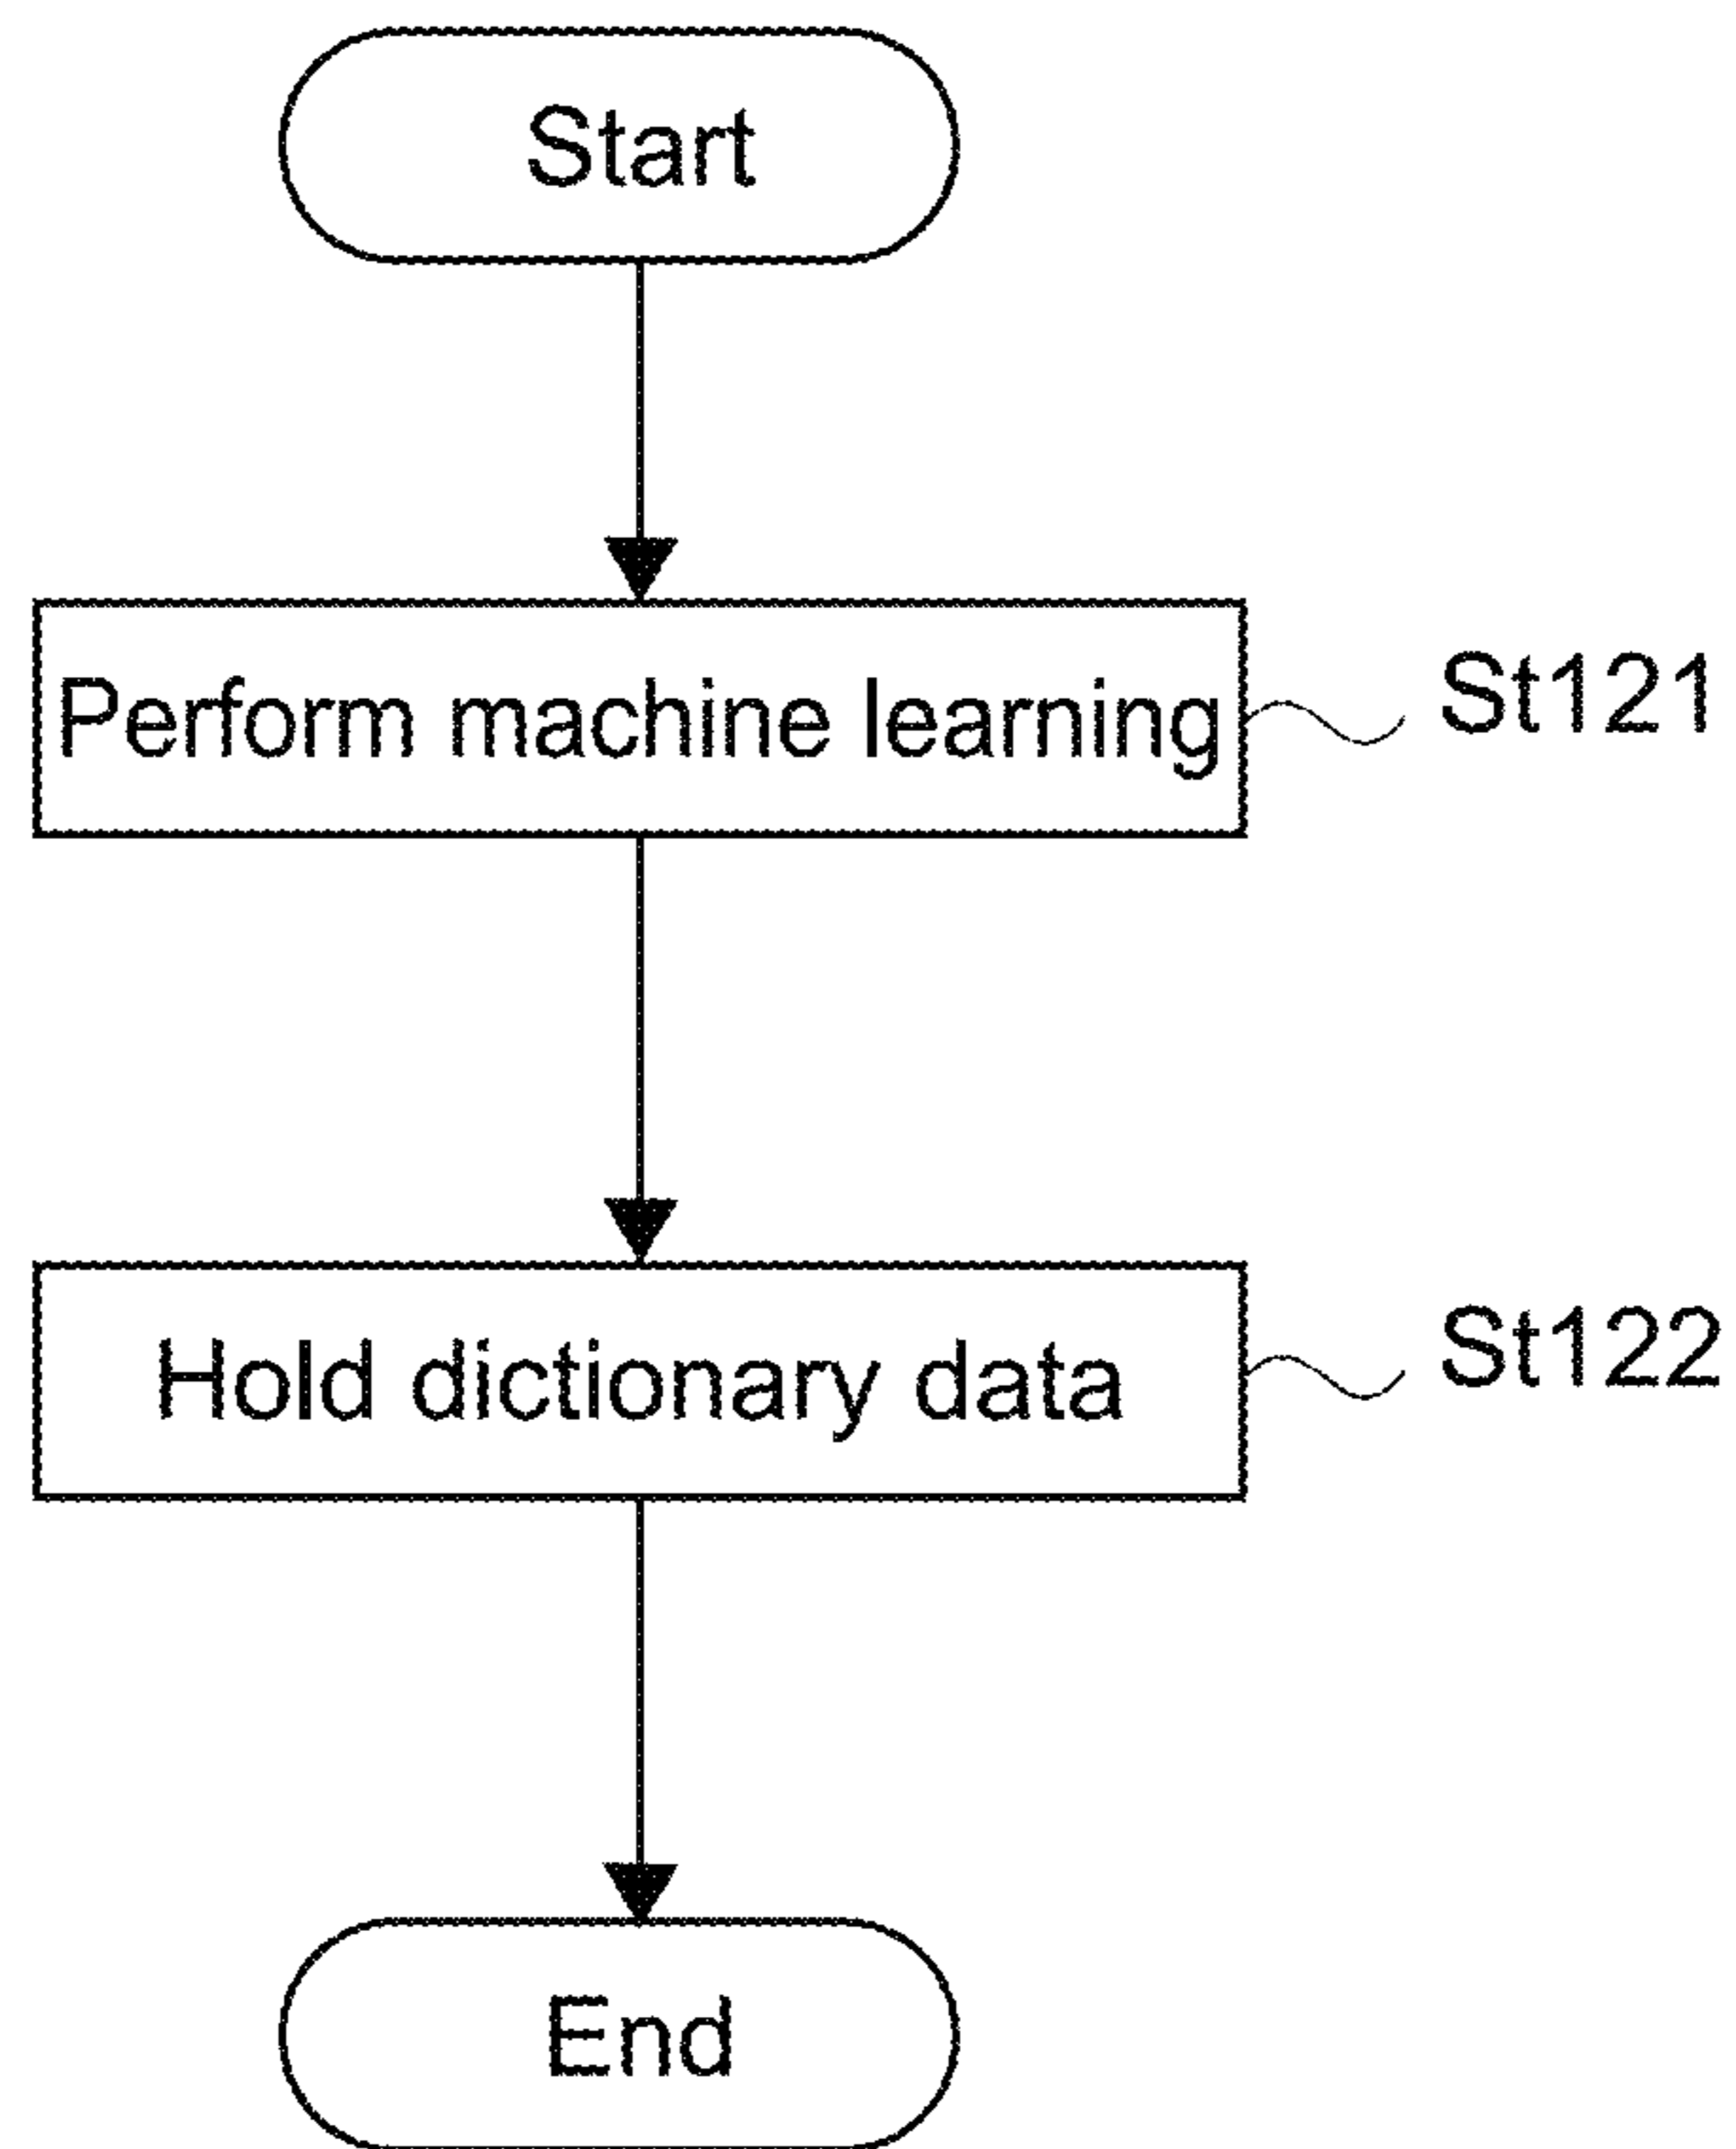 Start
Perform machine learning
St121
Hold dictionary data
St122
End